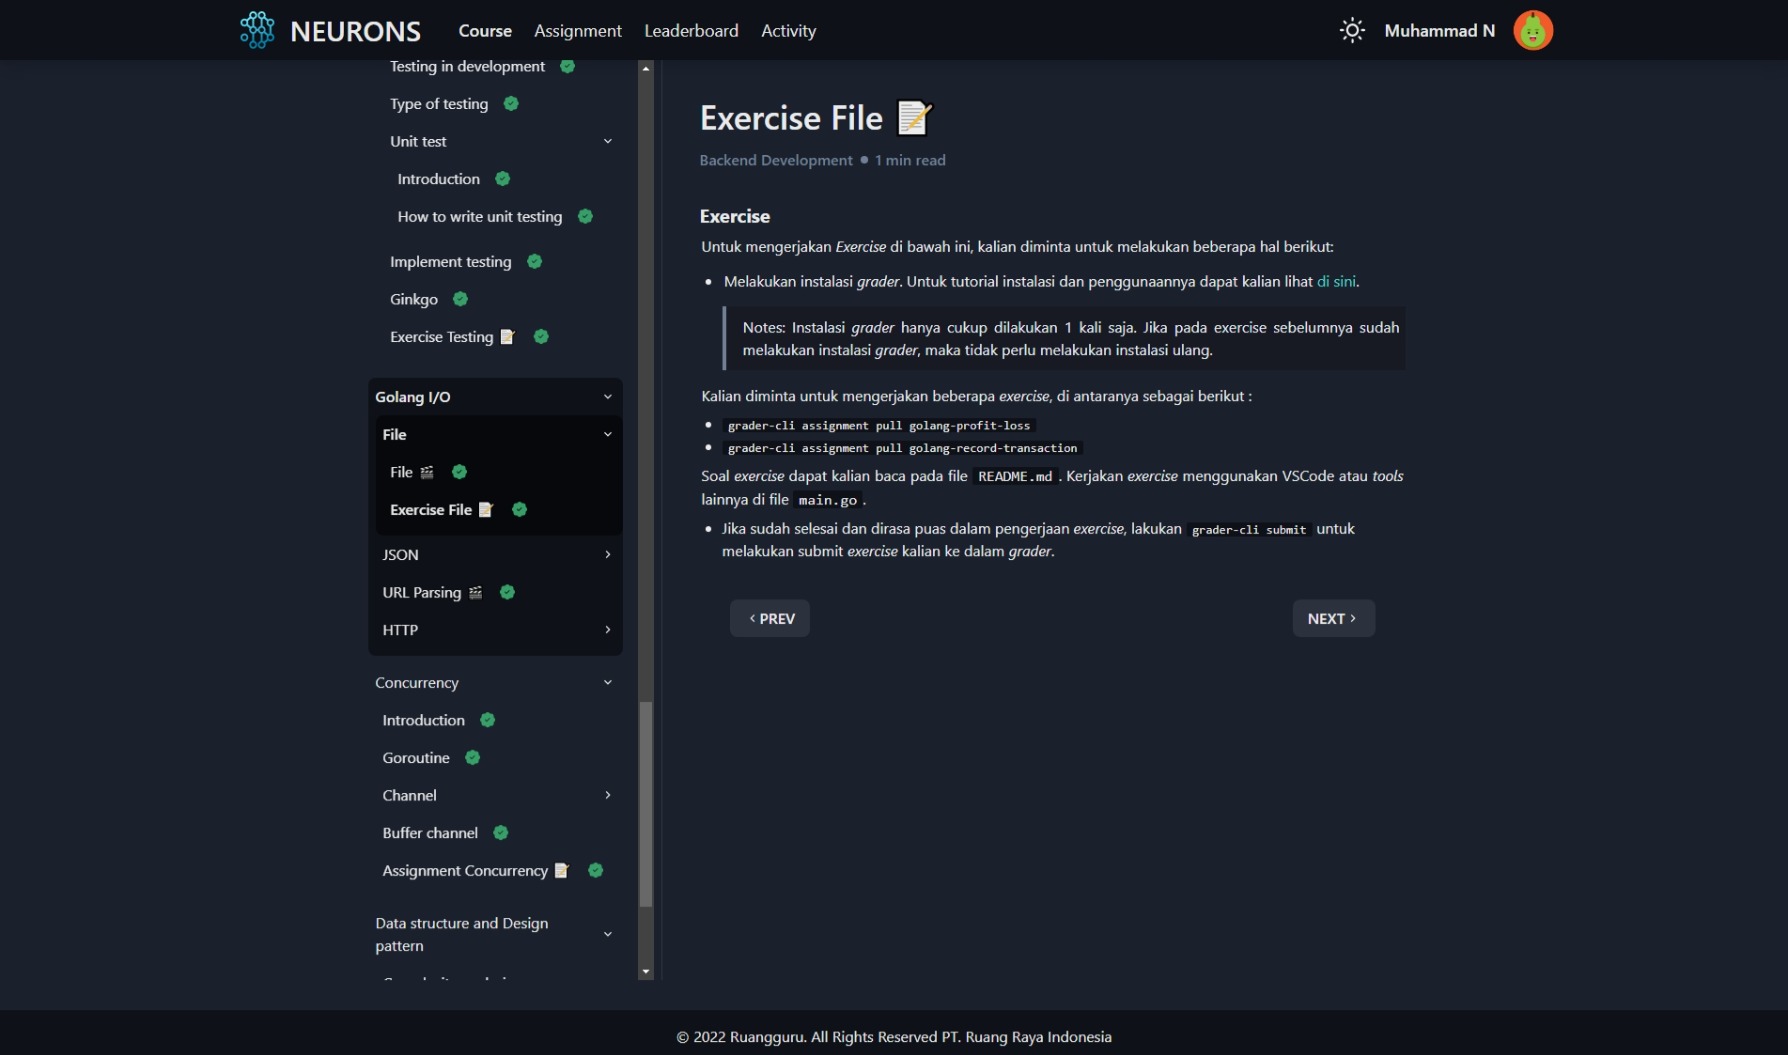 NEURONS
Course
Assignment
Leaderboard
Activity
Muhammad N
Testing in development
Type of testing
Unit test
Introduction
How to write unit testing
Implement testing
Ginkgo
Exercise Testing
Golang I/O
File
File
Exercise File
JSON
URL Parsing
HTTP
Concurrency
Introduction
Goroutine
Channel
Buffer channel
Assignment Concurrency
Data structure and Design
pattern
Exercise File
Backend Development • 1 min read
Exercise
Untuk mengerjakan Exercise di bawah ini, kalian diminta untuk melakukan beberapa hal berikut:
• Melakukan instalasi grader. Untuk tutorial instalasi dan penggunaannya dapat kalian lihat di sini.
Notes: Instalasi grader hanya cukup dilakukan 1 kali saja. Jika pada exercise sebelumnya sudah
melakukan instalasi grader, maka tidak perlu melakukan instalasi ulang.
Kalian diminta untuk mengerjakan beberapa exercise, di antaranya sebagai berikut :
• grader-cli assignment pull golang-profit-loss
• grader-cli assignment pull golang-record-transaction
Soal exercise dapat kalian baca pada file README.md . Kerjakan exercise menggunakan VSCode atau tools
lainnya di file main.go .
• Jika sudah selesai dan dirasa puas dalam pengerjaan exercise, lakukan grader-cli submit untuk
melakukan submit exercise kalian ke dalam grader.
‹ PREV
NEXT ›
© 2022 Ruangguru. All Rights Reserved PT. Ruang Raya Indonesia